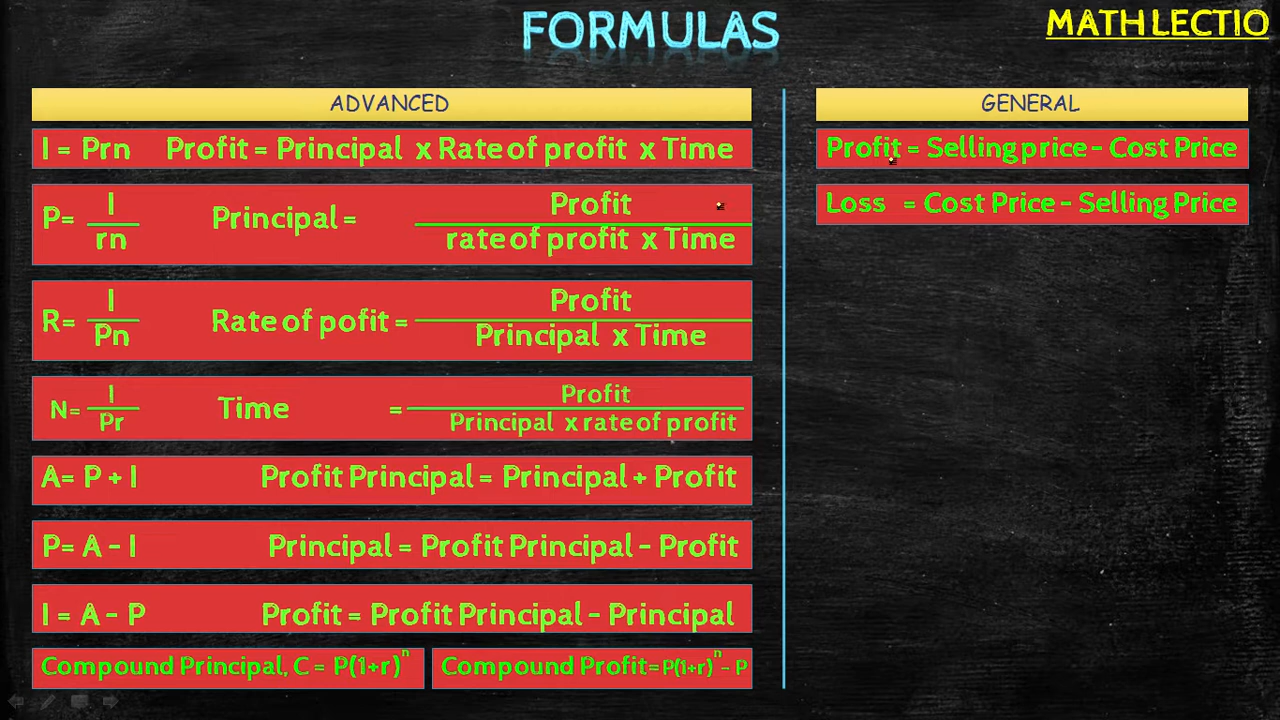 FORMULAS
MATH LECTIO
ADVANCED
I = Prn Profit = Principal x Rate of profit x Time
P= I / rn Principal = Profit / rate of profit x Time
R= I / Pn Rate of pofit = Profit / Principal x Time
N= I / Pr Time = Profit / Principal x rate of profit
A= P + I Profit Principal = Principal + Profit
P= A - I Principal = Profit Principal - Profit
I = A - P Profit = Profit Principal - Principal
Compound Principal, C = P(1+r)^n
Compound Profit=P(1+r)^n - P
GENERAL
Profit = Selling price - Cost Price
Loss = Cost Price - Selling Price